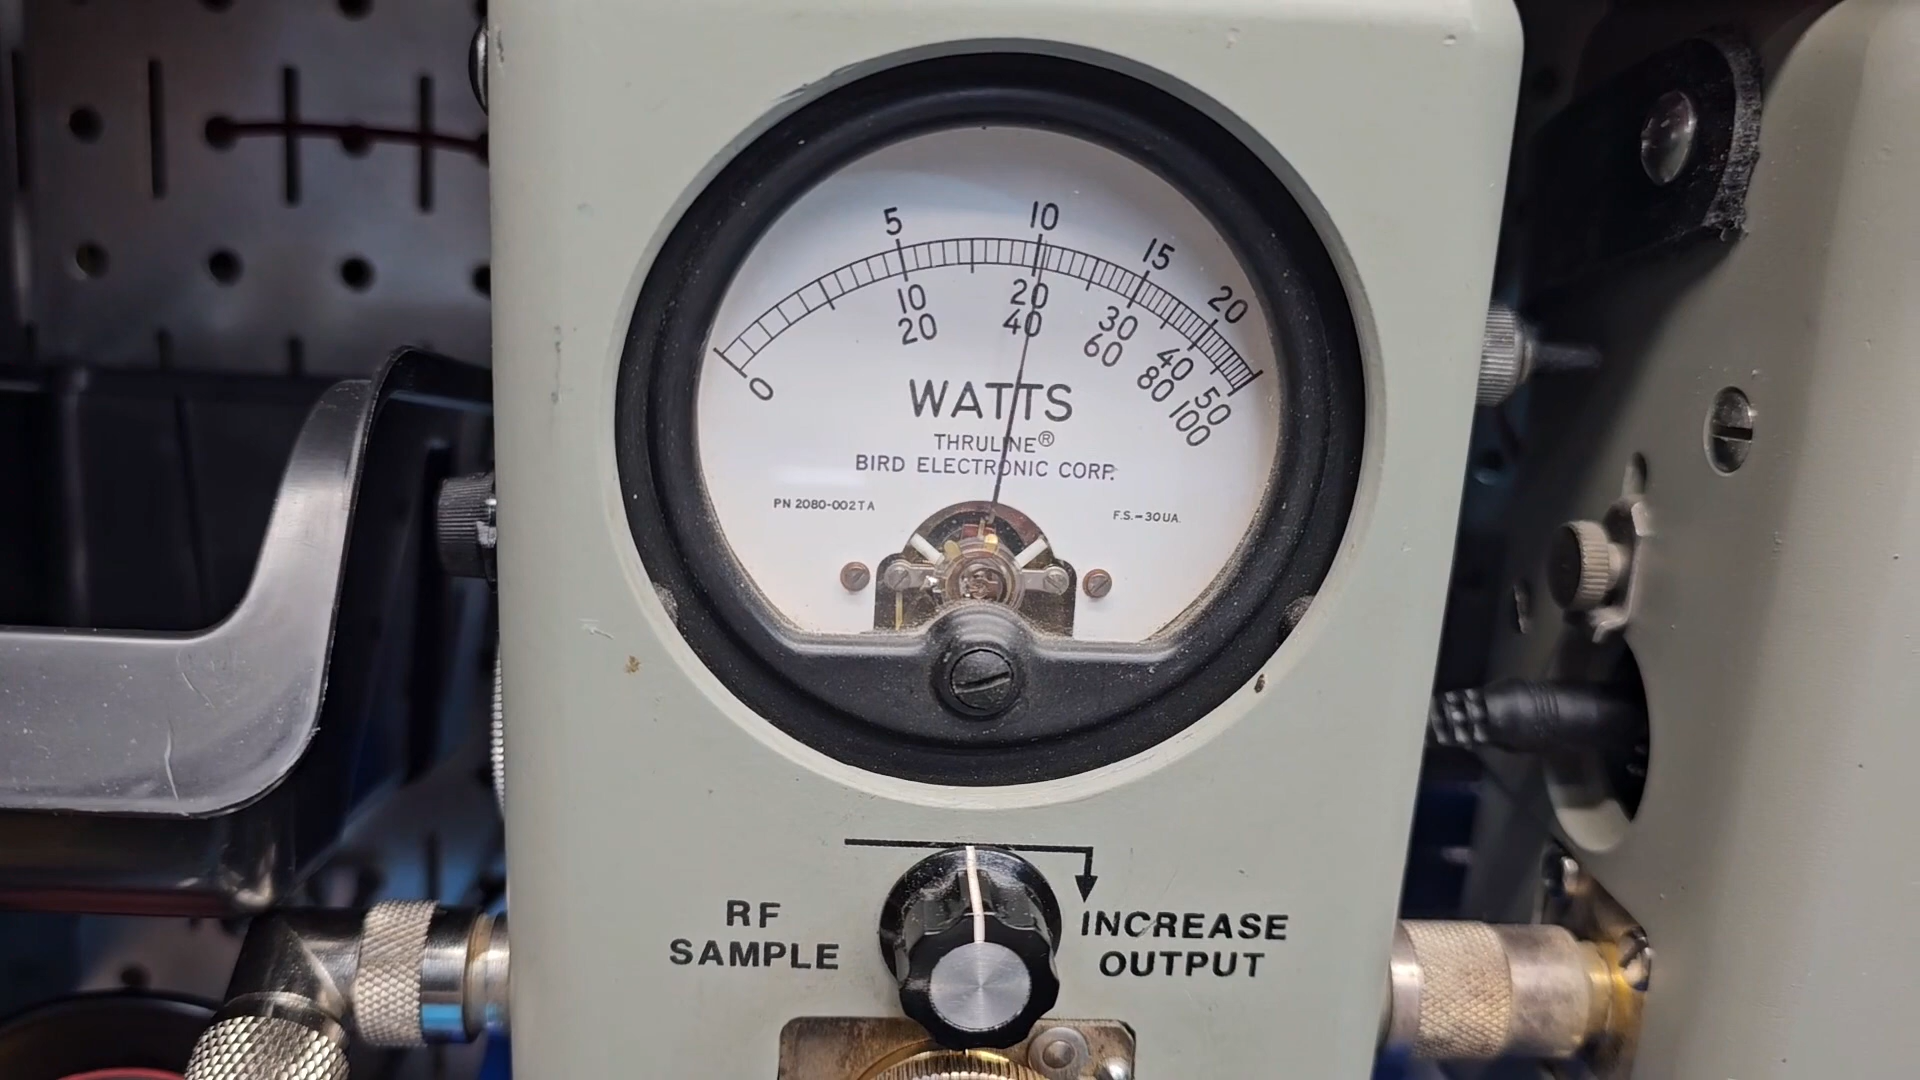 5 10 15 20
0 10 20 30 40 50
20 40 60 80 100
WATTS
THRULINE®
BIRD ELECTRONIC CORP.
PN 2080-002TA
F.S.-30UA.
RF
SAMPLE
INCREASE
OUTPUT